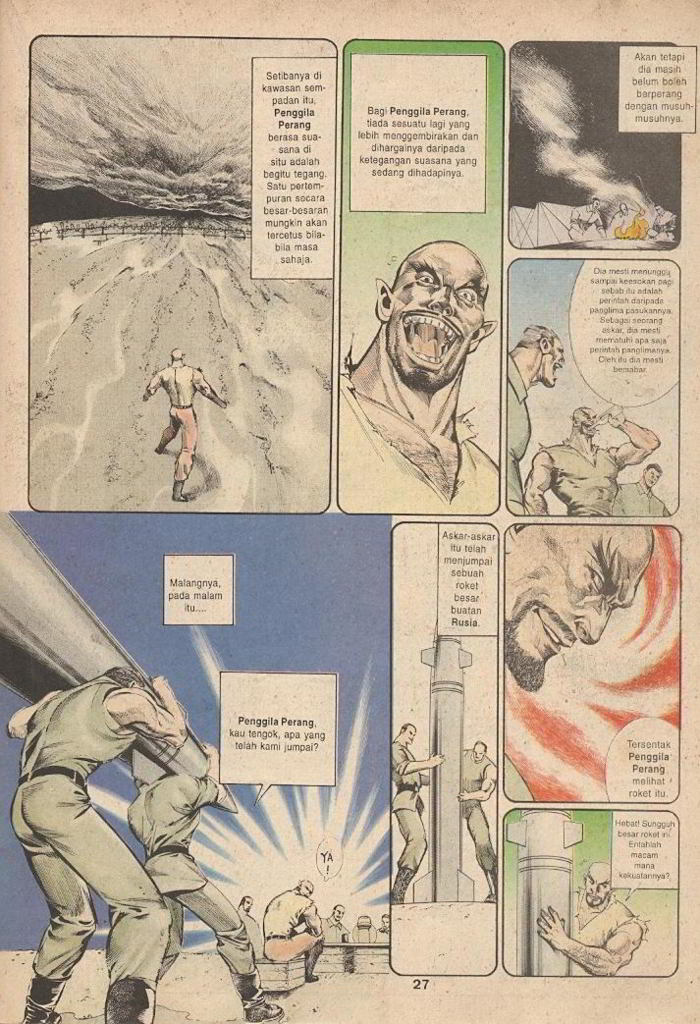 Setibanya di
kawasan sem-
padan itu,
Penggila
Perang
berasa sua-
sana di
situ adalah
begitu tegang.
Satu pertem-
puran secara
besar-besaran
mungkin akan
tercetus bila-
bila masa
sahaja.
Bagi Penggila Perang,
tiada sesuatu lagi yang
lebih menggembirakan dan
dihargainya daripada
ketegangan suasana yang
sedang dihadapinya.
Akan tetapi
dia masih
belum boleh
berperang
dengan musuh-
musuhnya.
Dia mesti menunggu
sampai keesokan pagi
sebab itu adalah
perintah daripada
panglima pasukannya.
Sebagai seorang
askar, dia mesti
mematuhi apa saja
perintah panglimanya.
Oleh itu dia mesti
bersabar.
Malangnya,
pada malam
itu....
Penggila Perang,
kau tengok, apa yang
telah kami jumpai?
YA
!
Askar-askar
itu telah
menjumpai
sebuah
roket
besar
buatan
Rusia.
Tersentak
Penggila
Perang
melihat
roket itu.
Hebat! Sungguh
besar roket ini.
Entahlah
macam
mana
kekuatannya?
27